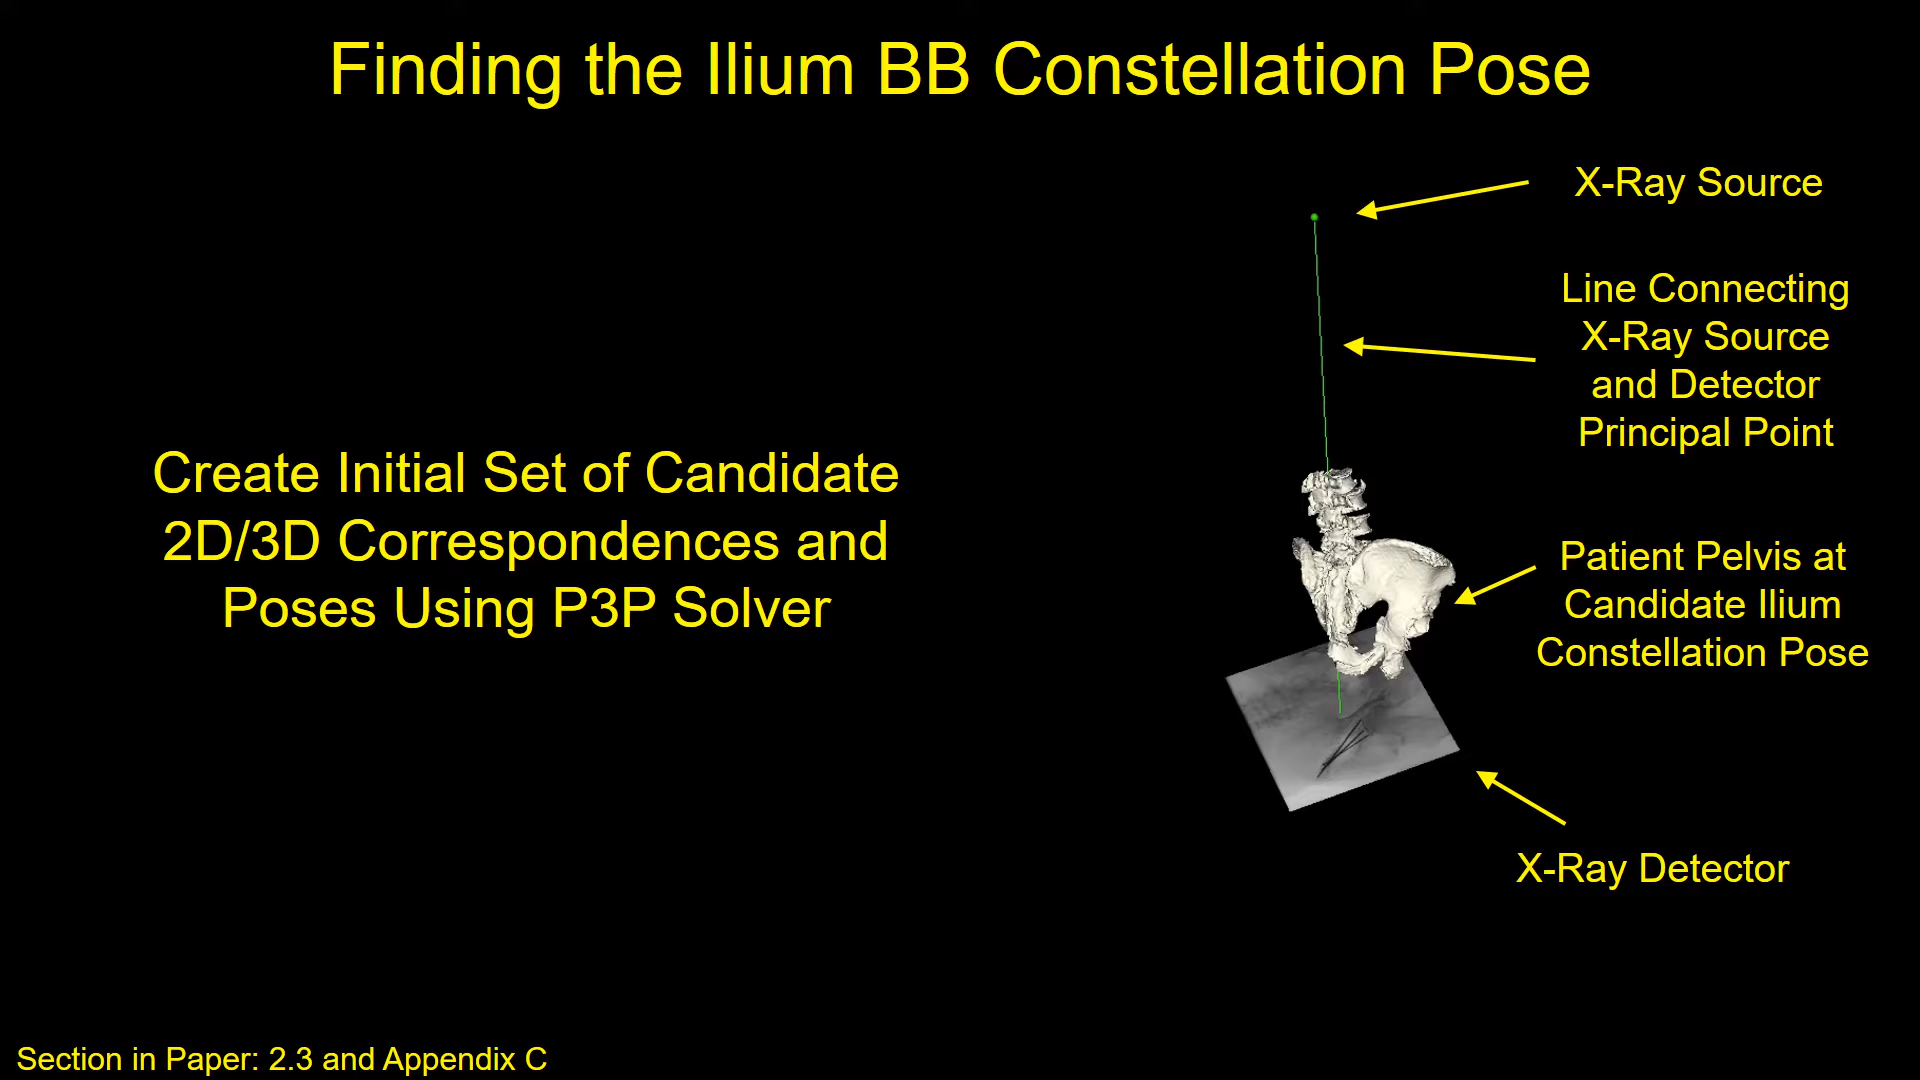 Finding the Ilium BB Constellation Pose
X-Ray Source
Line Connecting
X-Ray Source
and Detector
Principal Point
Create Initial Set of Candidate
2D/3D Correspondences and
Poses Using P3P Solver
Patient Pelvis at
Candidate Ilium
Constellation Pose
X-Ray Detector
Section in Paper: 2.3 and Appendix C